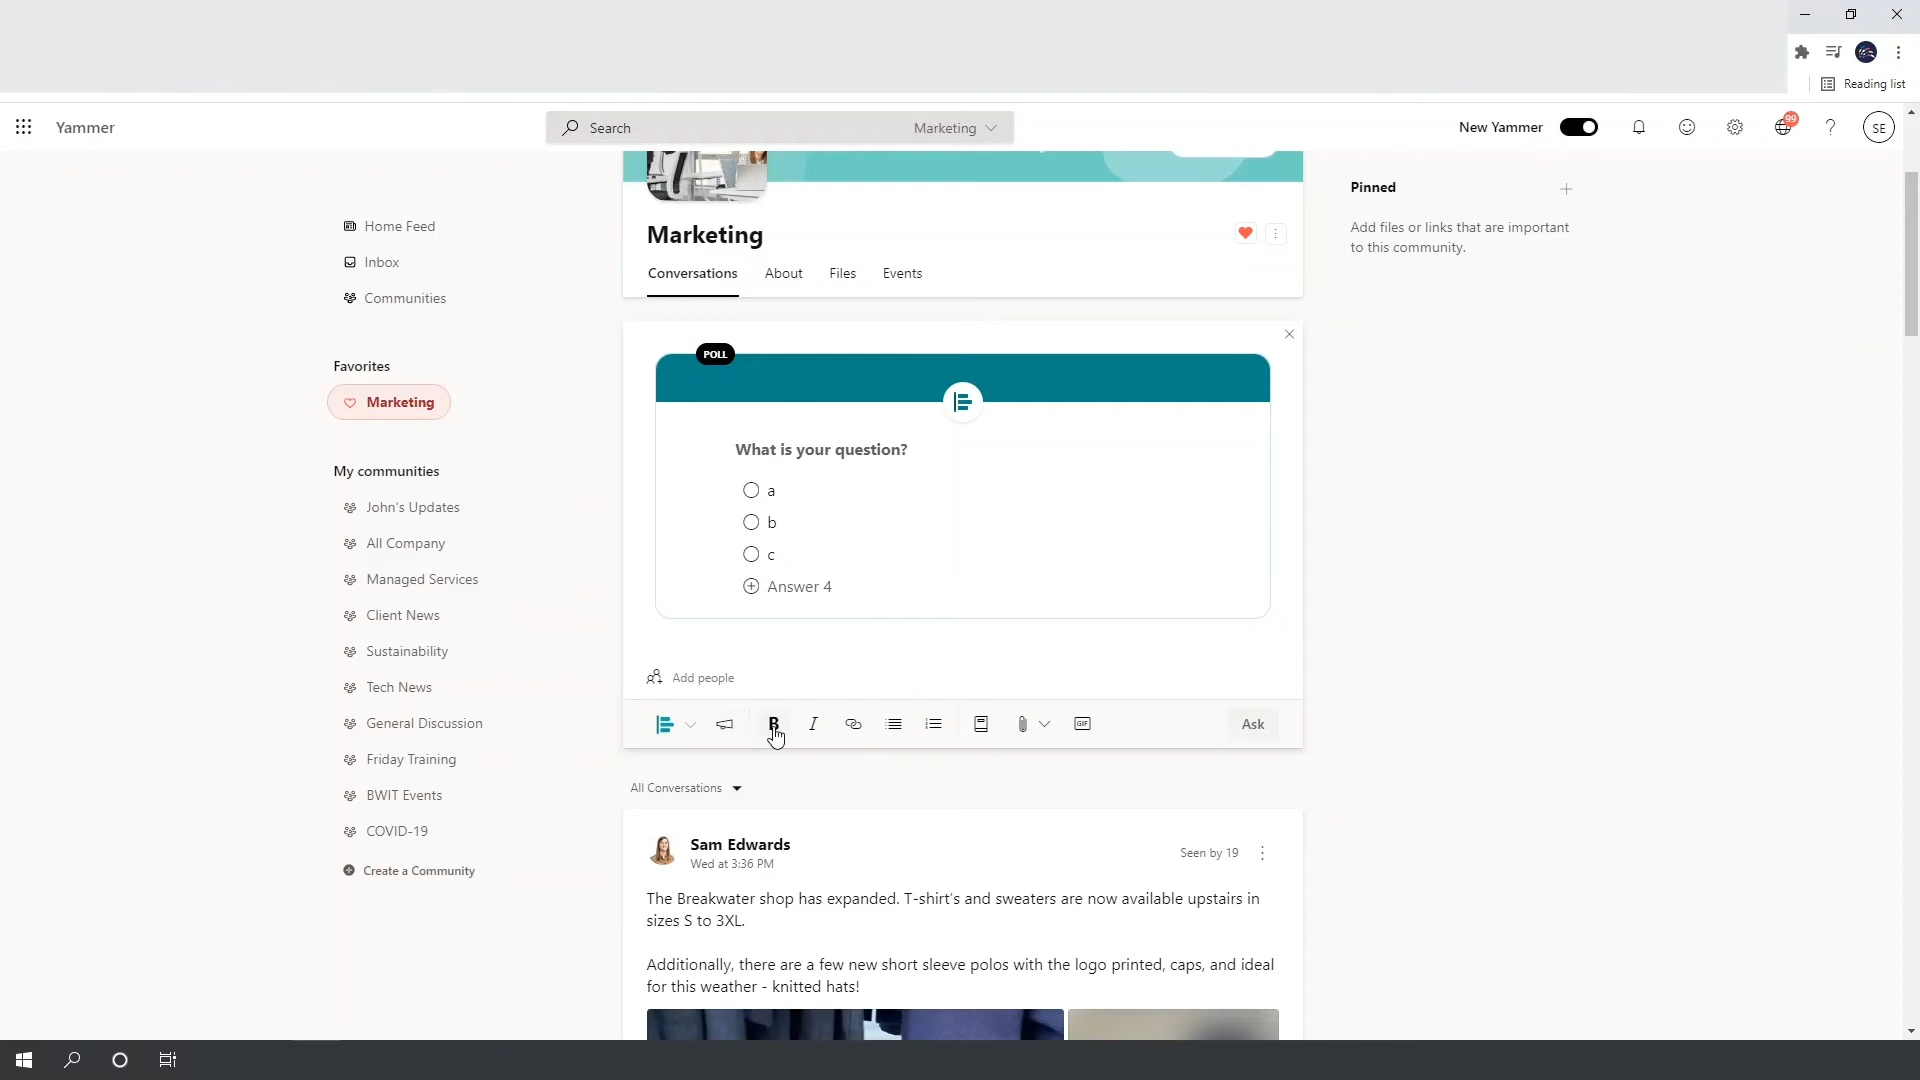 Reading list
Yammer
Search
Marketing
New Yammer
99
?
SE
Home Feed
Inbox
Communities
Favorites
Marketing
My communities
John's Updates
All Company
Managed Services
Client News
Sustainability
Tech News
General Discussion
Friday Training
BWIT Events
COVID-19
Create a Community
Marketing
Conversations
About
Files
Events
POLL
What is your question?
a
b
c
Answer 4
Add people
B
I
GIF
Ask
All Conversations
Sam Edwards
Wed at 3:36 PM
Seen by 19
The Breakwater shop has expanded. T-shirt's and sweaters are now available upstairs in
sizes S to 3XL.
Additionally, there are a few new short sleeve polos with the logo printed, caps, and ideal
for this weather - knitted hats!
Pinned
Add files or links that are important
to this community.